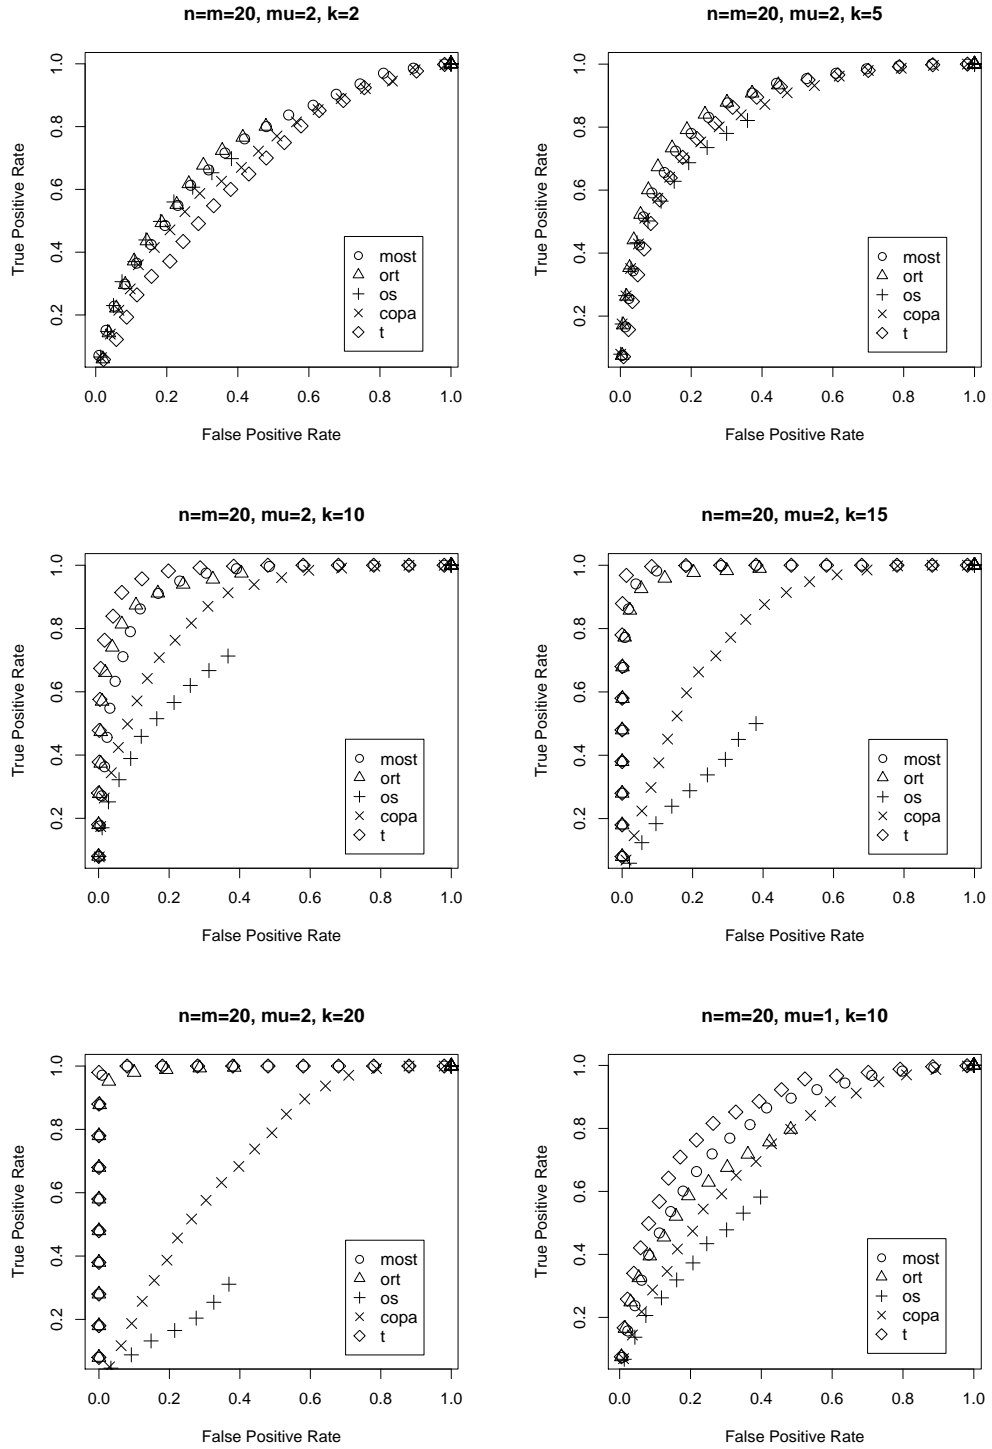 n=m=20, mu=2, k=2
True Positive Rate
1.0
0.8
0.6
0.4
0.2
most
ort
os
copa
t
0.0 0.2 0.4 0.6 0.8 1.0
False Positive Rate
n=m=20, mu=2, k=5
True Positive Rate
1.0
0.8
0.6
0.4
0.2
most
ort
os
copa
t
0.0 0.2 0.4 0.6 0.8 1.0
False Positive Rate
n=m=20, mu=2, k=10
True Positive Rate
1.0
0.8
0.6
0.4
0.2
most
ort
os
copa
t
0.0 0.2 0.4 0.6 0.8 1.0
False Positive Rate
n=m=20, mu=2, k=15
True Positive Rate
1.0
0.8
0.6
0.4
0.2
most
ort
os
copa
t
0.0 0.2 0.4 0.6 0.8 1.0
False Positive Rate
n=m=20, mu=2, k=20
True Positive Rate
1.0
0.8
0.6
0.4
0.2
most
ort
os
copa
t
0.0 0.2 0.4 0.6 0.8 1.0
False Positive Rate
n=m=20, mu=1, k=10
True Positive Rate
1.0
0.8
0.6
0.4
0.2
most
ort
os
copa
t
0.0 0.2 0.4 0.6 0.8 1.0
False Positive Rate